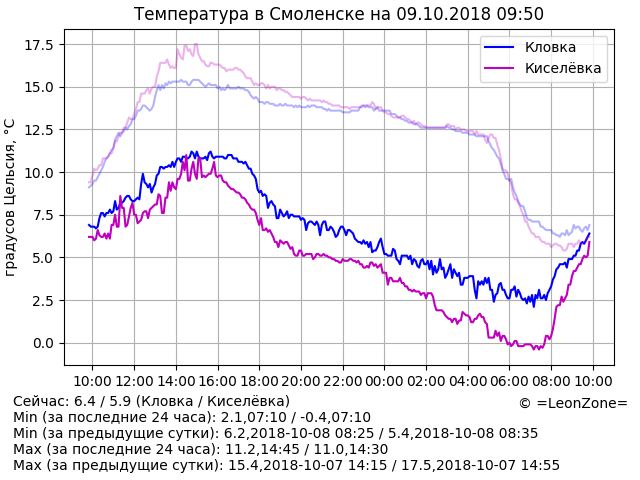 Температура в Смоленске на 09.10.2018 09:50
градусов Цельсия, °C
17.5
15.0
12.5
10.0
7.5
5.0
2.5
0.0
Кловка
Киселёвка
10:00 12:00 14:00 16:00 18:00 20:00 22:00 00:00 02:00 04:00 06:00 08:00 10:00
Сейчас: 6.4 / 5.9 (Кловка / Киселёвка)
© =LeonZone=
Min (за последние 24 часа): 2.1,07:10 / -0.4,07:10
Min (за предыдущие сутки): 6.2,2018-10-08 08:25 / 5.4,2018-10-08 08:35
Max (за последние 24 часа): 11.2,14:45 / 11.0,14:30
Max (за предыдущие сутки): 15.4,2018-10-07 14:15 / 17.5,2018-10-07 14:55